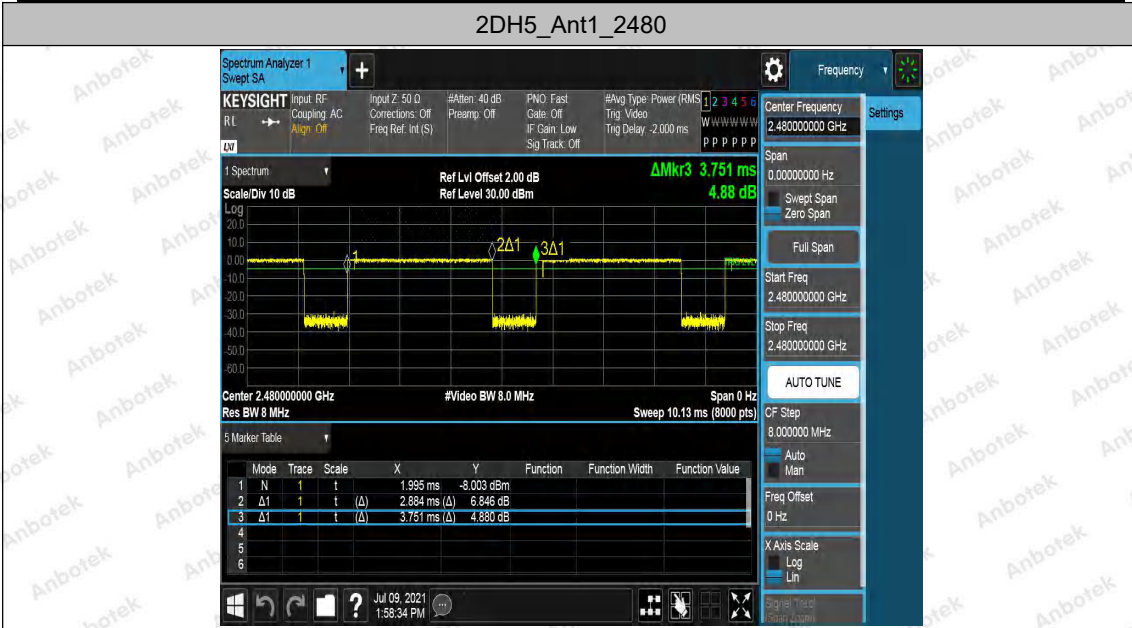 2DH5_Ant1_2480
Spectrum Analyzer 1
Swept SA
+
Frequency
KEYSIGHT
RL
LXI
Input: RF
Coupling: AC
Align: Off
Input Z: 50 Ω
Corrections: Off
Freq Ref: Int (S)
#Atten: 40 dB
Preamp: Off
PNO: Fast
Gate: Off
IF Gain: Low
Sig Track: Off
#Avg Type: Power (RMS
Trig: Video
Trig Delay: -2.000 ms
1 2 3 4 5 6
W W W W W W
P P P P P P
1 Spectrum
Scale/Div 10 dB
Ref Lvl Offset 2.00 dB
Ref Level 30.00 dBm
ΔMkr3 3.751 ms
4.88 dB
Log
20.0
10.0
0.00
-10.0
-20.0
-30.0
-40.0
-50.0
-60.0
1
2Δ1
3Δ1
Center 2.480000000 GHz
#Video BW 8.0 MHz
Span 0 Hz
Res BW 8 MHz
Sweep 10.13 ms (8000 pts)
5 Marker Table
Mode Trace Scale X Y Function Function Width Function Value
1 N 1 t 1.995 ms -8.003 dBm
2 Δ1 1 t (Δ) 2.884 ms (Δ) 6.846 dB
3 Δ1 1 t (Δ) 3.751 ms (Δ) 4.880 dB
4
5
6
?
Jul 09, 2021
1:58:34 PM
Center Frequency
2.480000000 GHz
Settings
Span
0.00000000 Hz
Swept Span
Zero Span
Full Span
Start Freq
2.480000000 GHz
Stop Freq
2.480000000 GHz
AUTO TUNE
CF Step
8.000000 MHz
Auto
Man
Freq Offset
0 Hz
X Axis Scale
Log
Lin
Signal Track
(Span Zoom)
Anbotek